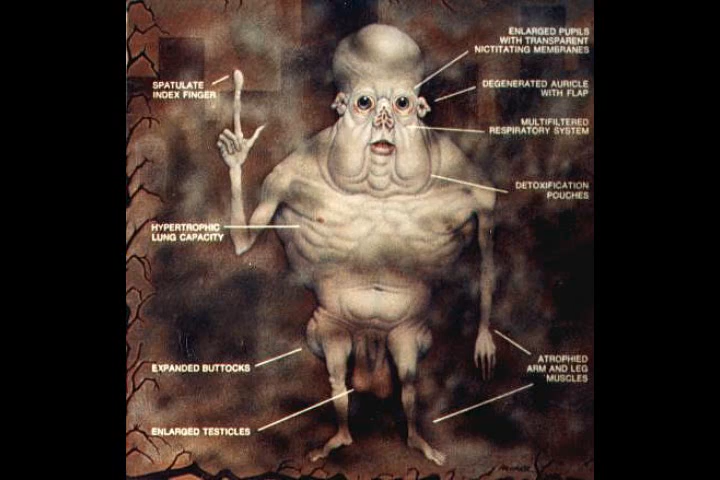 ENLARGED PUPILS
WITH TRANSPARENT
NICTITATING MEMBRANES
SPATULATE
INDEX FINGER
DEGENERATED AURICLE
WITH FLAP
MULTIFILTERED
RESPIRATORY SYSTEM
DETOXIFICATION
POUCHES
HYPERTROPHIC
LUNG CAPACITY
EXPANDED BUTTOCKS
ATROPHIED
ARM AND LEG
MUSCLES
ENLARGED TESTICLES